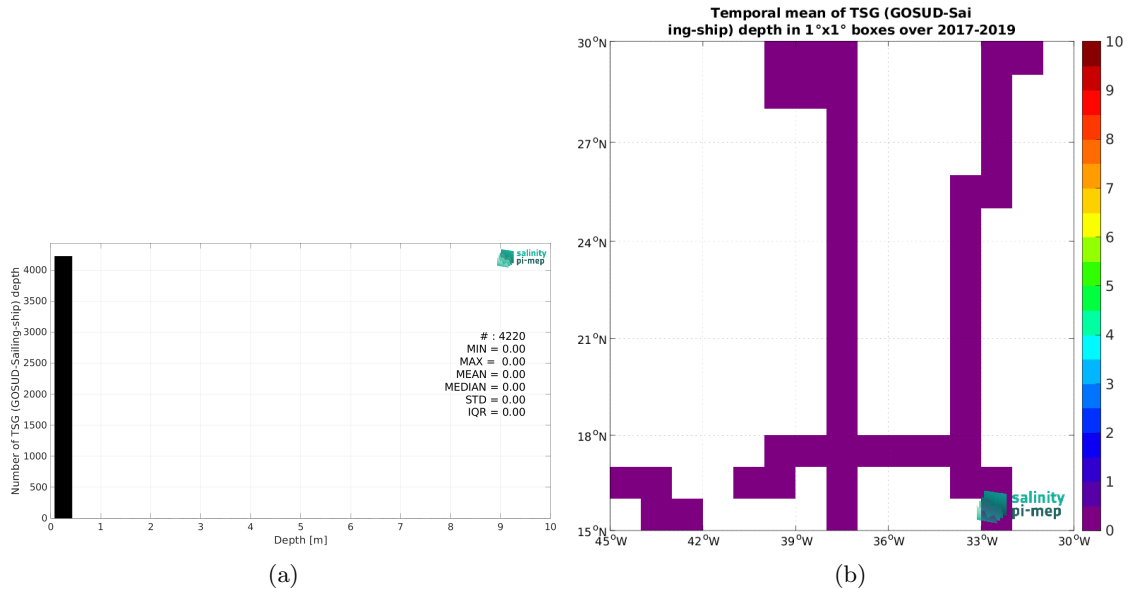 Number of TSG (GOSUD-Sailing-ship) depth
4000
3500
3000
2500
2000
1500
1000
500
0
0 1 2 3 4 5 6 7 8 9 10
Depth [m]
salinity
pi-mep
# : 4220
MIN = 0.00
MAX = 0.00
MEAN = 0.00
MEDIAN = 0.00
STD = 0.00
IQR = 0.00
(a)
Temporal mean of TSG (GOSUD-Sai
ing-ship) depth in 1°x1° boxes over 2017-2019
30°N
27°N
24°N
21°N
18°N
15°N
45°W 42°W 39°W 36°W 33°W 30°W
salinity
pi-mep
10
9
8
7
6
5
4
3
2
1
0
(b)